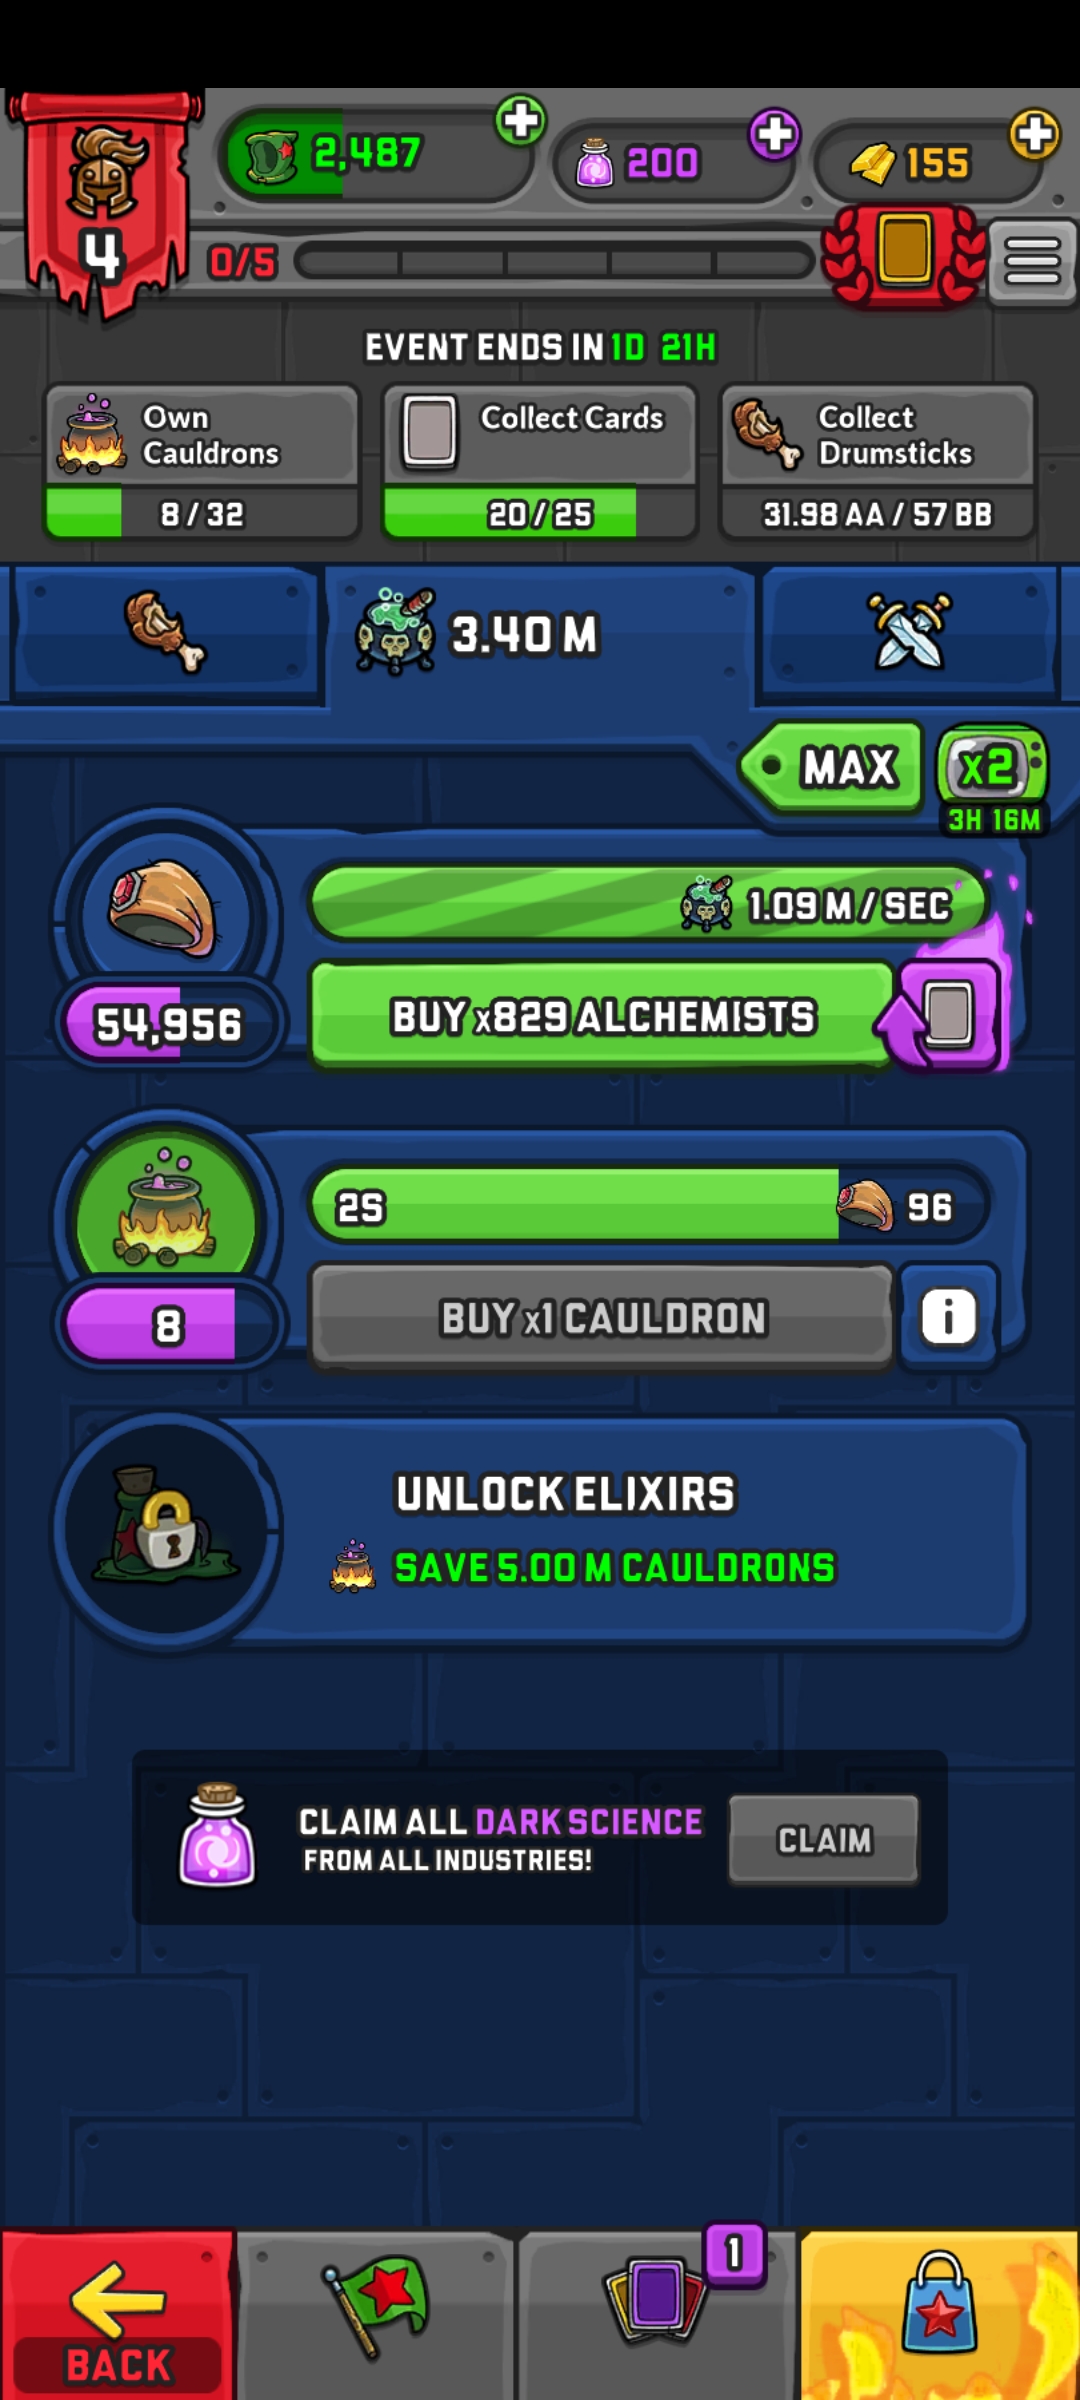 2,487
200
155
4
0/5
EVENT ENDS IN 1D 21H
Own
Cauldrons
8 / 32
Collect Cards
20 / 25
Collect
Drumsticks
31.98 AA / 57 BB
3.40 M
MAX
x2
3H 16M
1.09 M / SEC
54,956
BUY x829 ALCHEMISTS
2S
96
8
BUY x1 CAULDRON
i
UNLOCK ELIXIRS
SAVE 5.00 M CAULDRONS
CLAIM ALL DARK SCIENCE
FROM ALL INDUSTRIES!
CLAIM
1
BACK